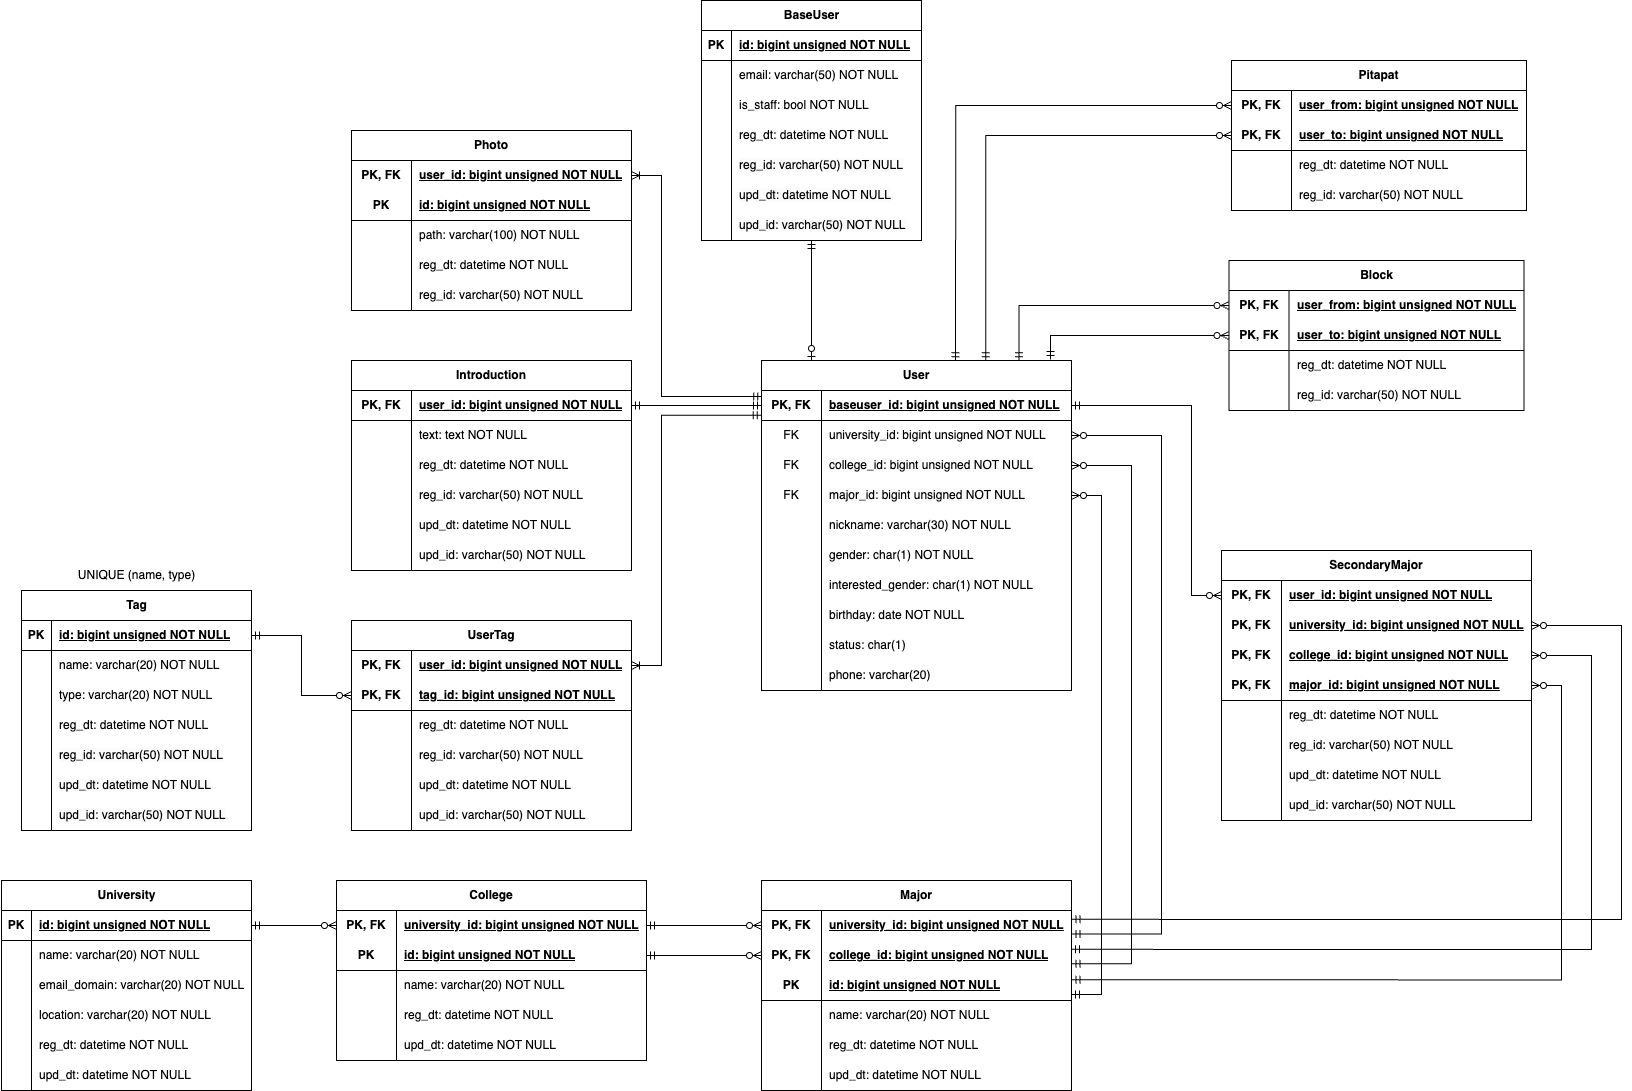 BaseUser
PK id: bigint unsigned NOT NULL
email: varchar(50) NOT NULL
is_staff: bool NOT NULL
reg_dt: datetime NOT NULL
reg_id: varchar(50) NOT NULL
upd_dt: datetime NOT NULL
upd_id: varchar(50) NOT NULL
Pitapat
PK, FK user_from: bigint unsigned NOT NULL
PK, FK user_to: bigint unsigned NOT NULL
reg_dt: datetime NOT NULL
reg_id: varchar(50) NOT NULL
Photo
PK, FK user_id: bigint unsigned NOT NULL
PK id: bigint unsigned NOT NULL
path: varchar(100) NOT NULL
reg_dt: datetime NOT NULL
reg_id: varchar(50) NOT NULL
Block
PK, FK user_from: bigint unsigned NOT NULL
PK, FK user_to: bigint unsigned NOT NULL
reg_dt: datetime NOT NULL
reg_id: varchar(50) NOT NULL
Introduction
PK, FK user_id: bigint unsigned NOT NULL
text: text NOT NULL
reg_dt: datetime NOT NULL
reg_id: varchar(50) NOT NULL
upd_dt: datetime NOT NULL
upd_id: varchar(50) NOT NULL
User
PK, FK baseuser_id: bigint unsigned NOT NULL
FK university_id: bigint unsigned NOT NULL
FK college_id: bigint unsigned NOT NULL
FK major_id: bigint unsigned NOT NULL
nickname: varchar(30) NOT NULL
gender: char(1) NOT NULL
interested_gender: char(1) NOT NULL
birthday: date NOT NULL
status: char(1)
phone: varchar(20)
SecondaryMajor
PK, FK user_id: bigint unsigned NOT NULL
PK, FK university_id: bigint unsigned NOT NULL
PK, FK college_id: bigint unsigned NOT NULL
PK, FK major_id: bigint unsigned NOT NULL
reg_dt: datetime NOT NULL
reg_id: varchar(50) NOT NULL
upd_dt: datetime NOT NULL
upd_id: varchar(50) NOT NULL
UNIQUE (name, type)
Tag
PK id: bigint unsigned NOT NULL
name: varchar(20) NOT NULL
type: varchar(20) NOT NULL
reg_dt: datetime NOT NULL
reg_id: varchar(50) NOT NULL
upd_dt: datetime NOT NULL
upd_id: varchar(50) NOT NULL
UserTag
PK, FK user_id: bigint unsigned NOT NULL
PK, FK tag_id: bigint unsigned NOT NULL
reg_dt: datetime NOT NULL
reg_id: varchar(50) NOT NULL
upd_dt: datetime NOT NULL
upd_id: varchar(50) NOT NULL
University
PK id: bigint unsigned NOT NULL
name: varchar(20) NOT NULL
email_domain: varchar(20) NOT NULL
location: varchar(20) NOT NULL
reg_dt: datetime NOT NULL
upd_dt: datetime NOT NULL
College
PK, FK university_id: bigint unsigned NOT NULL
PK id: bigint unsigned NOT NULL
name: varchar(20) NOT NULL
reg_dt: datetime NOT NULL
upd_dt: datetime NOT NULL
Major
PK, FK university_id: bigint unsigned NOT NULL
PK, FK college_id: bigint unsigned NOT NULL
PK id: bigint unsigned NOT NULL
name: varchar(20) NOT NULL
reg_dt: datetime NOT NULL
upd_dt: datetime NOT NULL